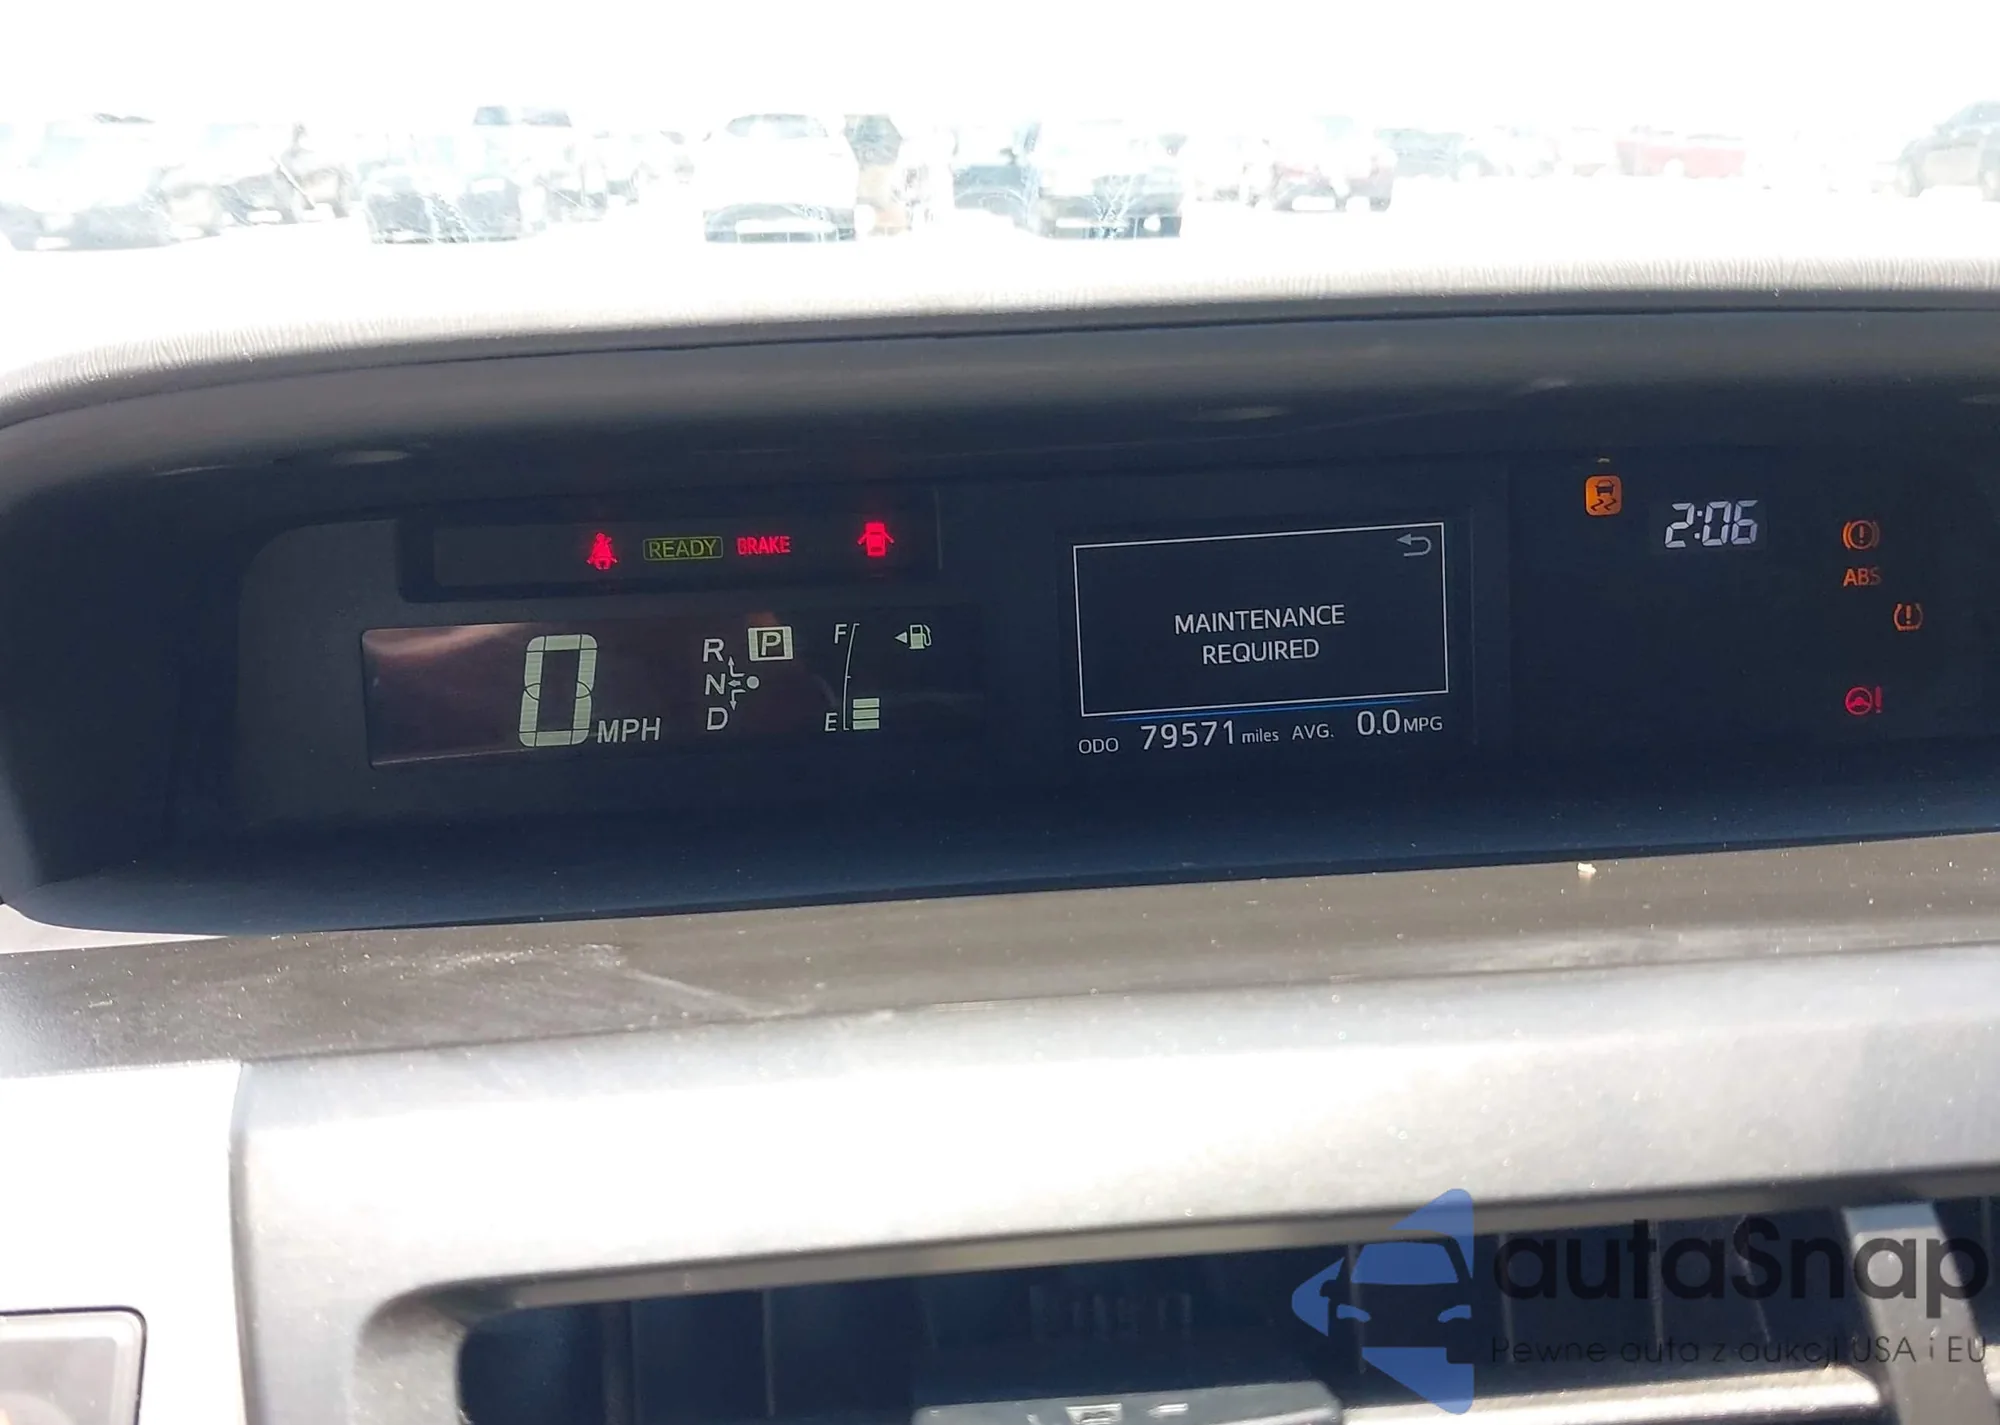 READY BRAKE
2:06
ABS
0 MPH
R P
N
D
F
E
MAINTENANCE
REQUIRED
ODO 79571 miles AVG. 0.0 MPG
autaSnap
Pewne auta z aukcji USA i EU